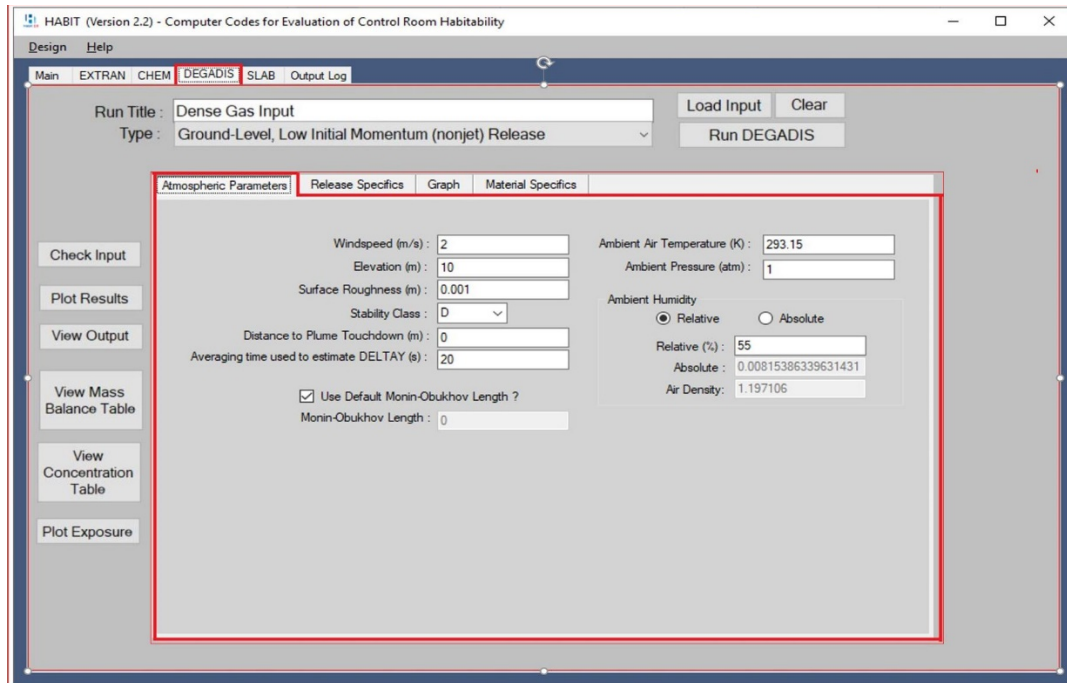 HABIT (Version 2.2) - Computer Codes for Evaluation of Control Room Habitability
Design Help
Main EXTRAN CHEM DEGADIS SLAB Output Log
Run Title : Dense Gas Input
Load Input Clear
Type : Ground-Level, Low Initial Momentum (nonjet) Release
Run DEGADIS
Atmospheric Parameters Release Specifics Graph Material Specifics
Check Input
Plot Results
View Output
View Mass
Balance Table
View
Concentration
Table
Plot Exposure
Windspeed (m/s) : 2
Elevation (m) : 10
Surface Roughness (m) : 0.001
Stability Class : D
Distance to Plume Touchdown (m) : 0
Averaging time used to estimate DELTAY (s) : 20
Use Default Monin-Obukhov Length ?
Monin-Obukhov Length : 0
Ambient Air Temperature (K) : 293.15
Ambient Pressure (atm) : 1
Ambient Humidity
Relative Absolute
Relative (%) : 55
Absolute : 0.00815386339631431
Air Density: 1.197106